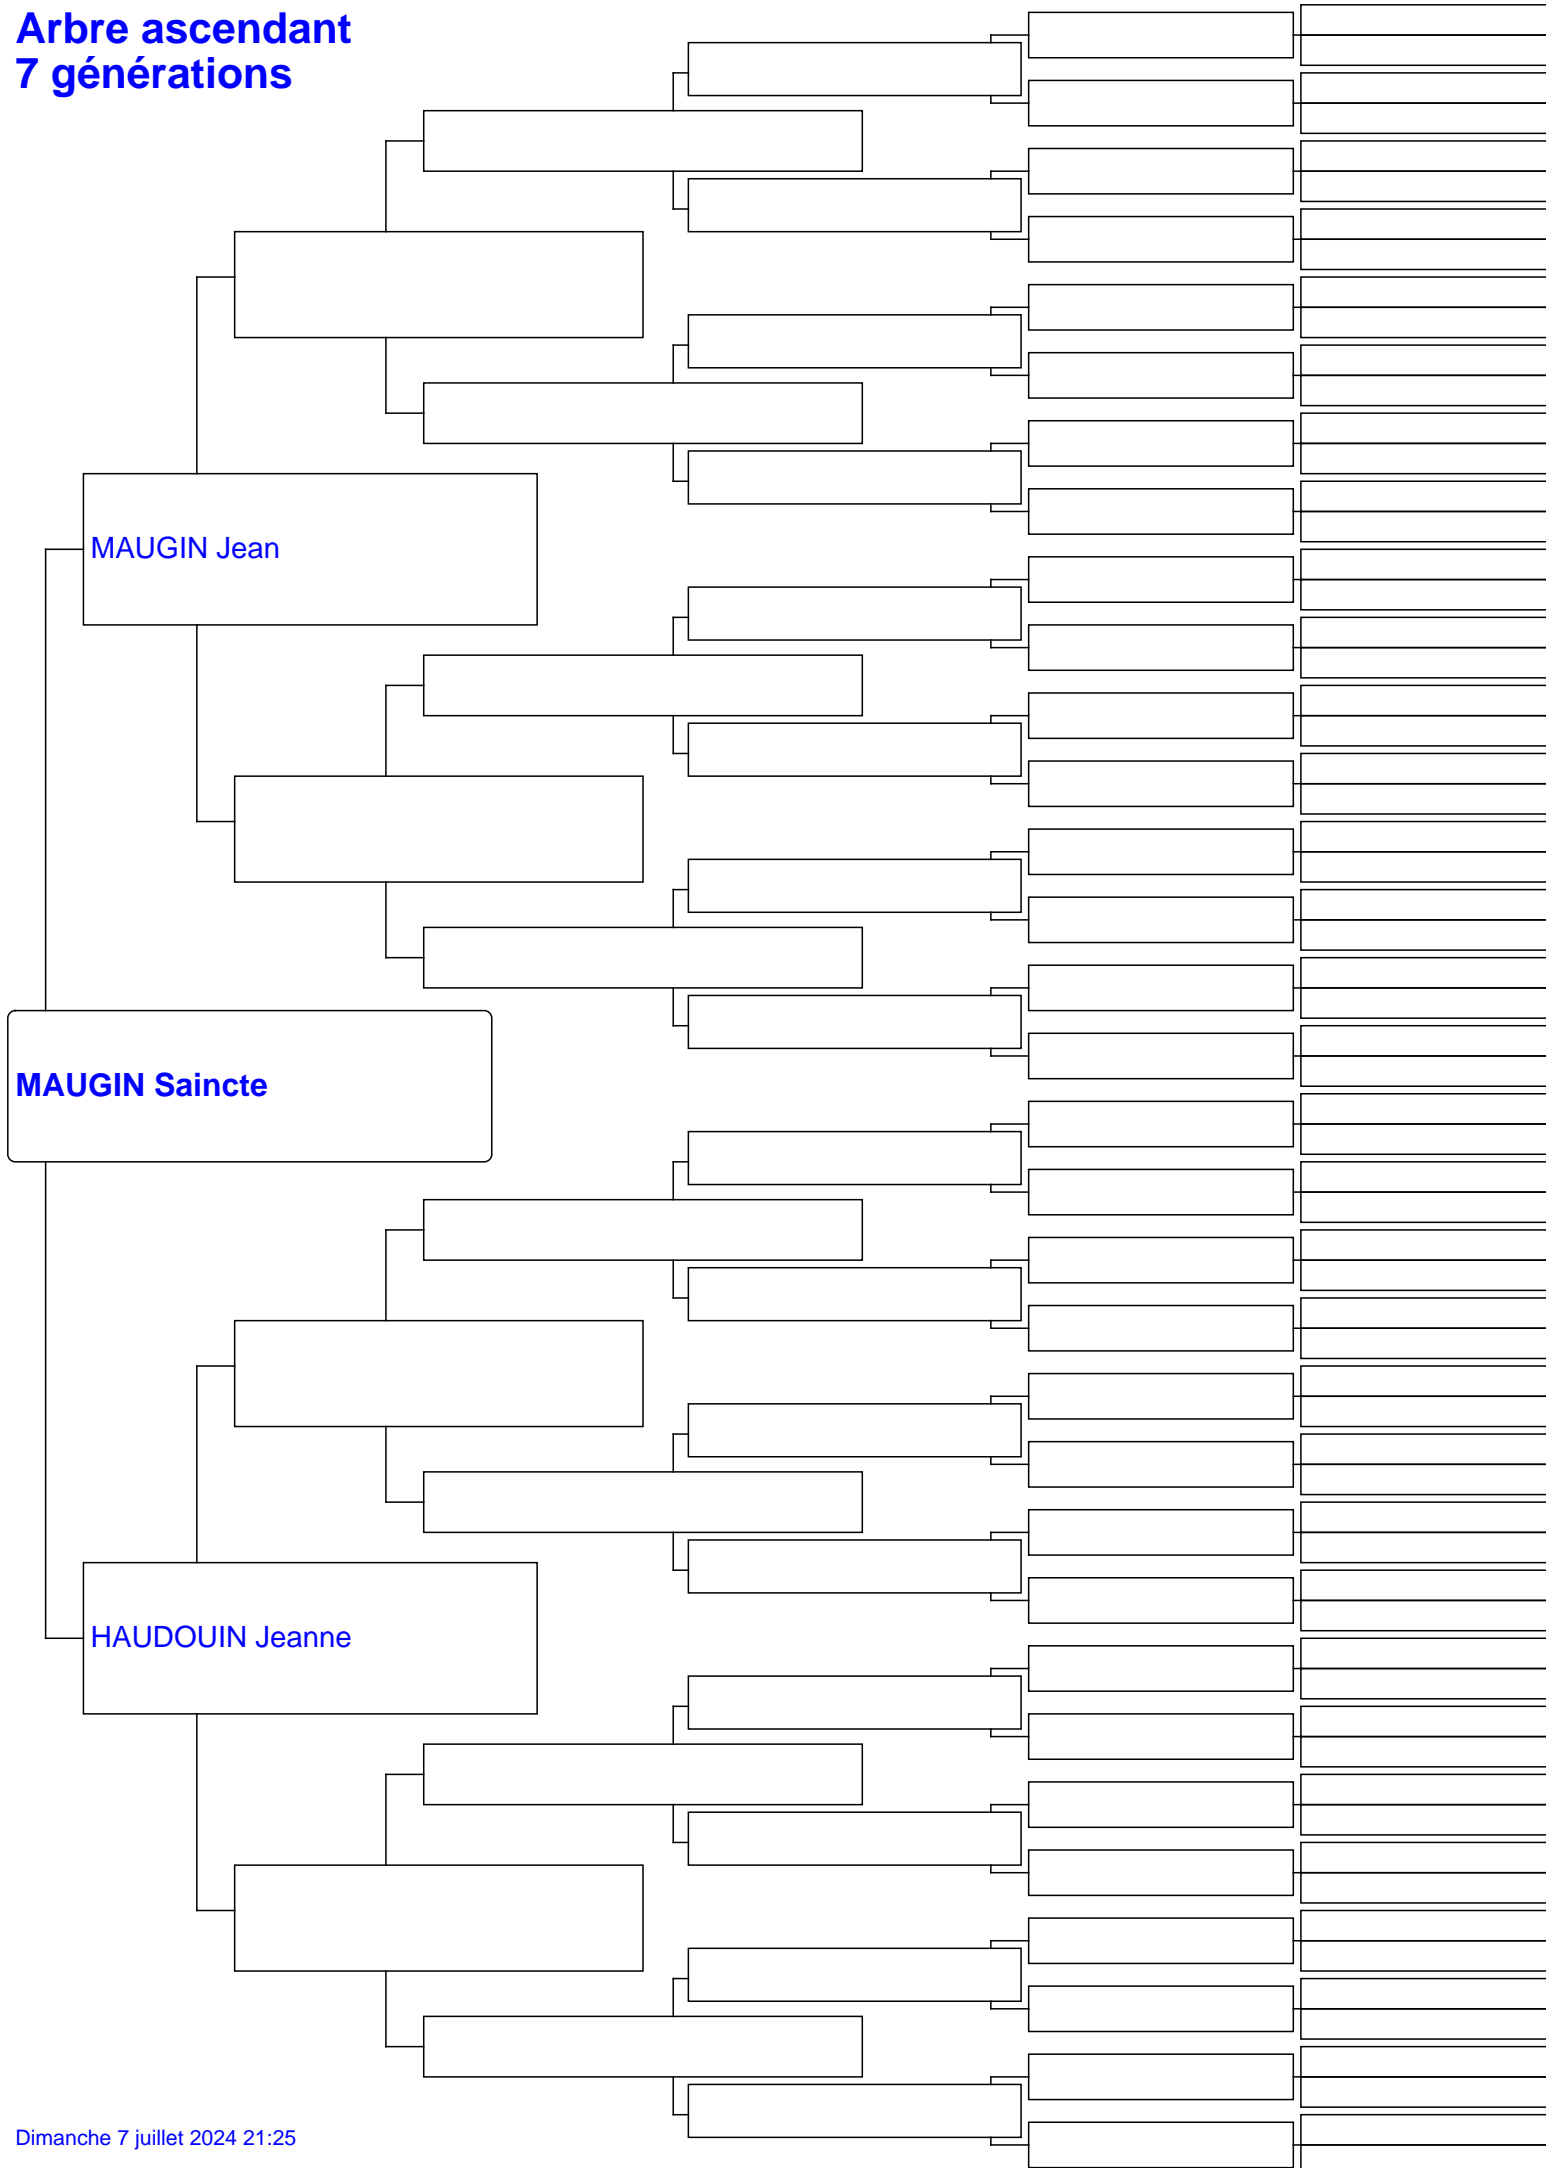 Arbre ascendant
7 générations
MAUGIN Jean
MAUGIN Saincte
HAUDOUIN Jeanne
Dimanche 7 juillet 2024 21:25